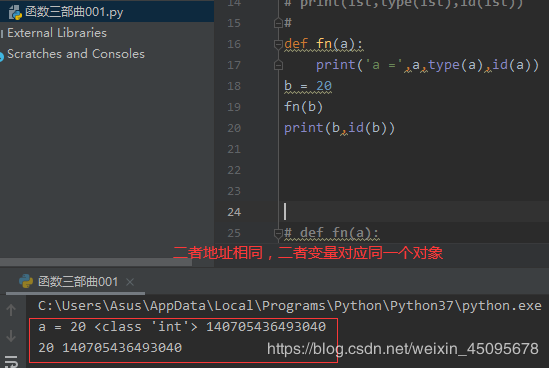 函数三部曲001.py
External Libraries
Scratches and Consoles
14 # print(lst,type(lst),id(lst))
15 #
16 def fn(a):
17 print('a =',a,type(a),id(a))
18 b = 20
19 fn(b)
20 print(b,id(b))
21
22
23
24
25 # def fn(a):
二者地址相同，二者变量对应同一个对象
函数三部曲001 ×
C:\Users\Asus\AppData\Local\Programs\Python\Python37\python.exe
a = 20 <class 'int'> 140705436493040
20 140705436493040
https://blog.csdn.net/weixin_45095678